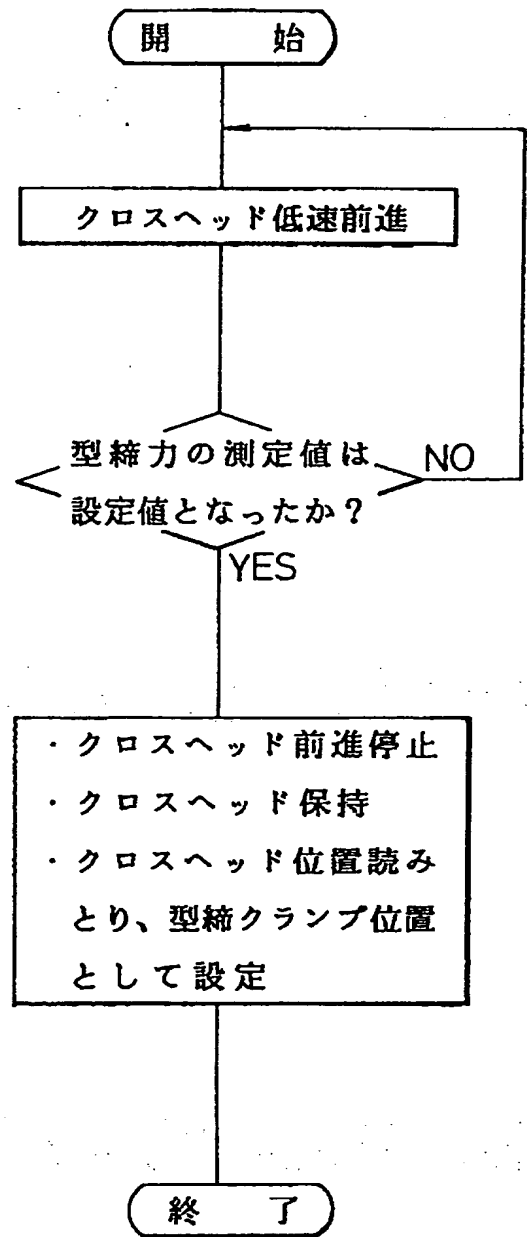 開始
クロスヘッド低速前進
型締力の測定値は
設定値となったか？
NO
YES
・クロスヘッド前進停止
・クロスヘッド保持
・クロスヘッド位置読み
とり、型締クランプ位置
として設定
終了